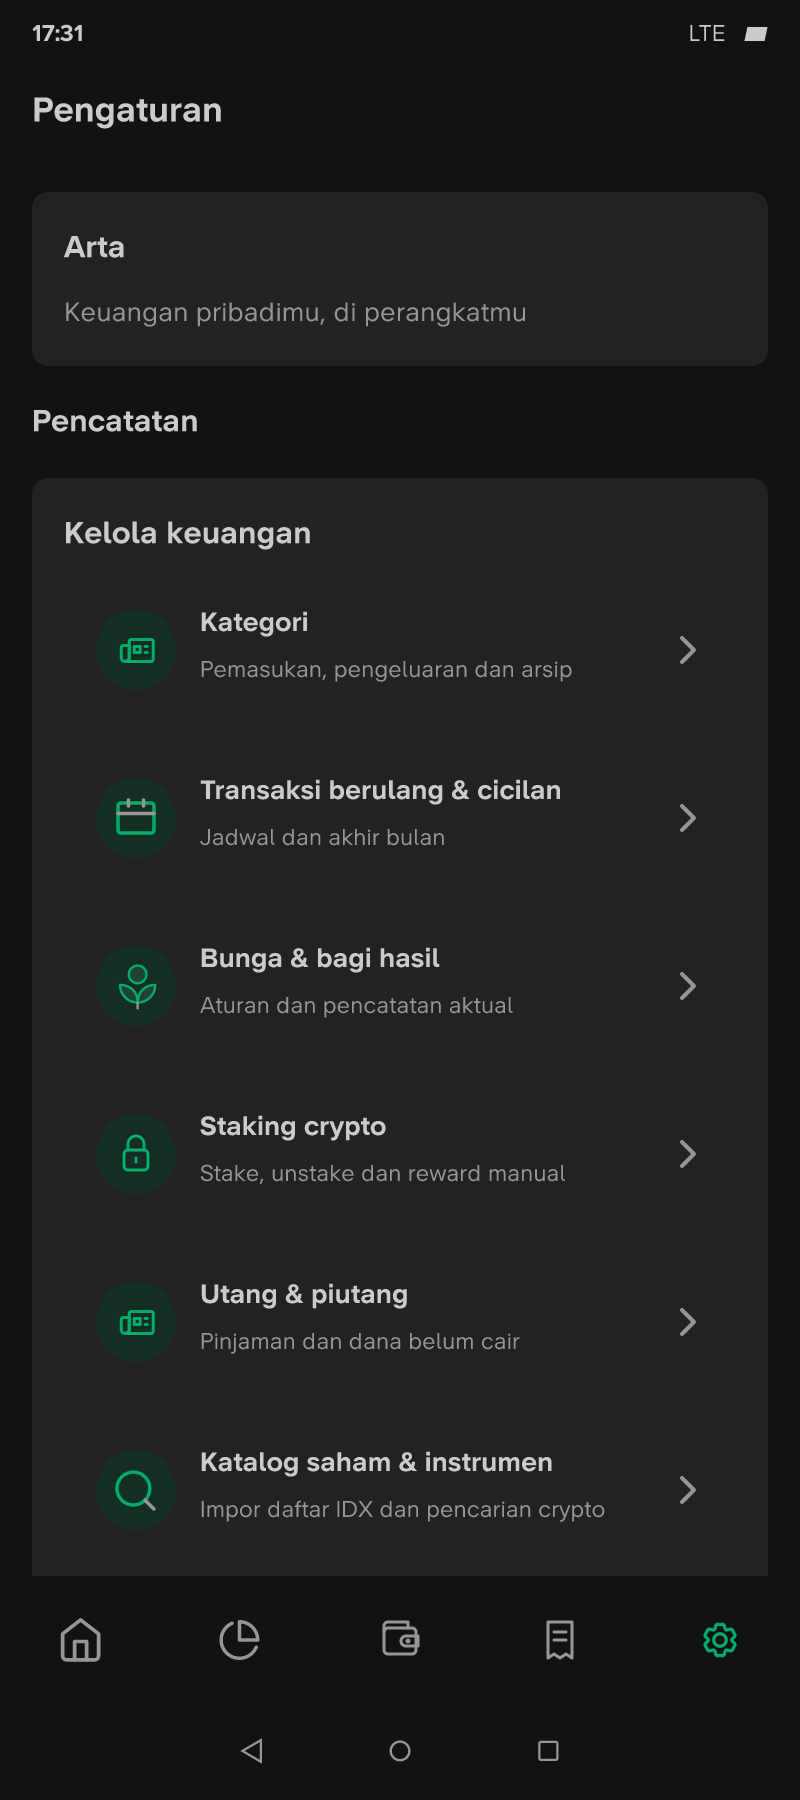 17:31
LTE
Pengaturan
Arta
Keuangan pribadimu, di perangkatmu
Pencatatan
Kelola keuangan
Kategori
Pemasukan, pengeluaran dan arsip
Transaksi berulang & cicilan
Jadwal dan akhir bulan
Bunga & bagi hasil
Aturan dan pencatatan aktual
Staking crypto
Stake, unstake dan reward manual
Utang & piutang
Pinjaman dan dana belum cair
Katalog saham & instrumen
Impor daftar IDX dan pencarian crypto